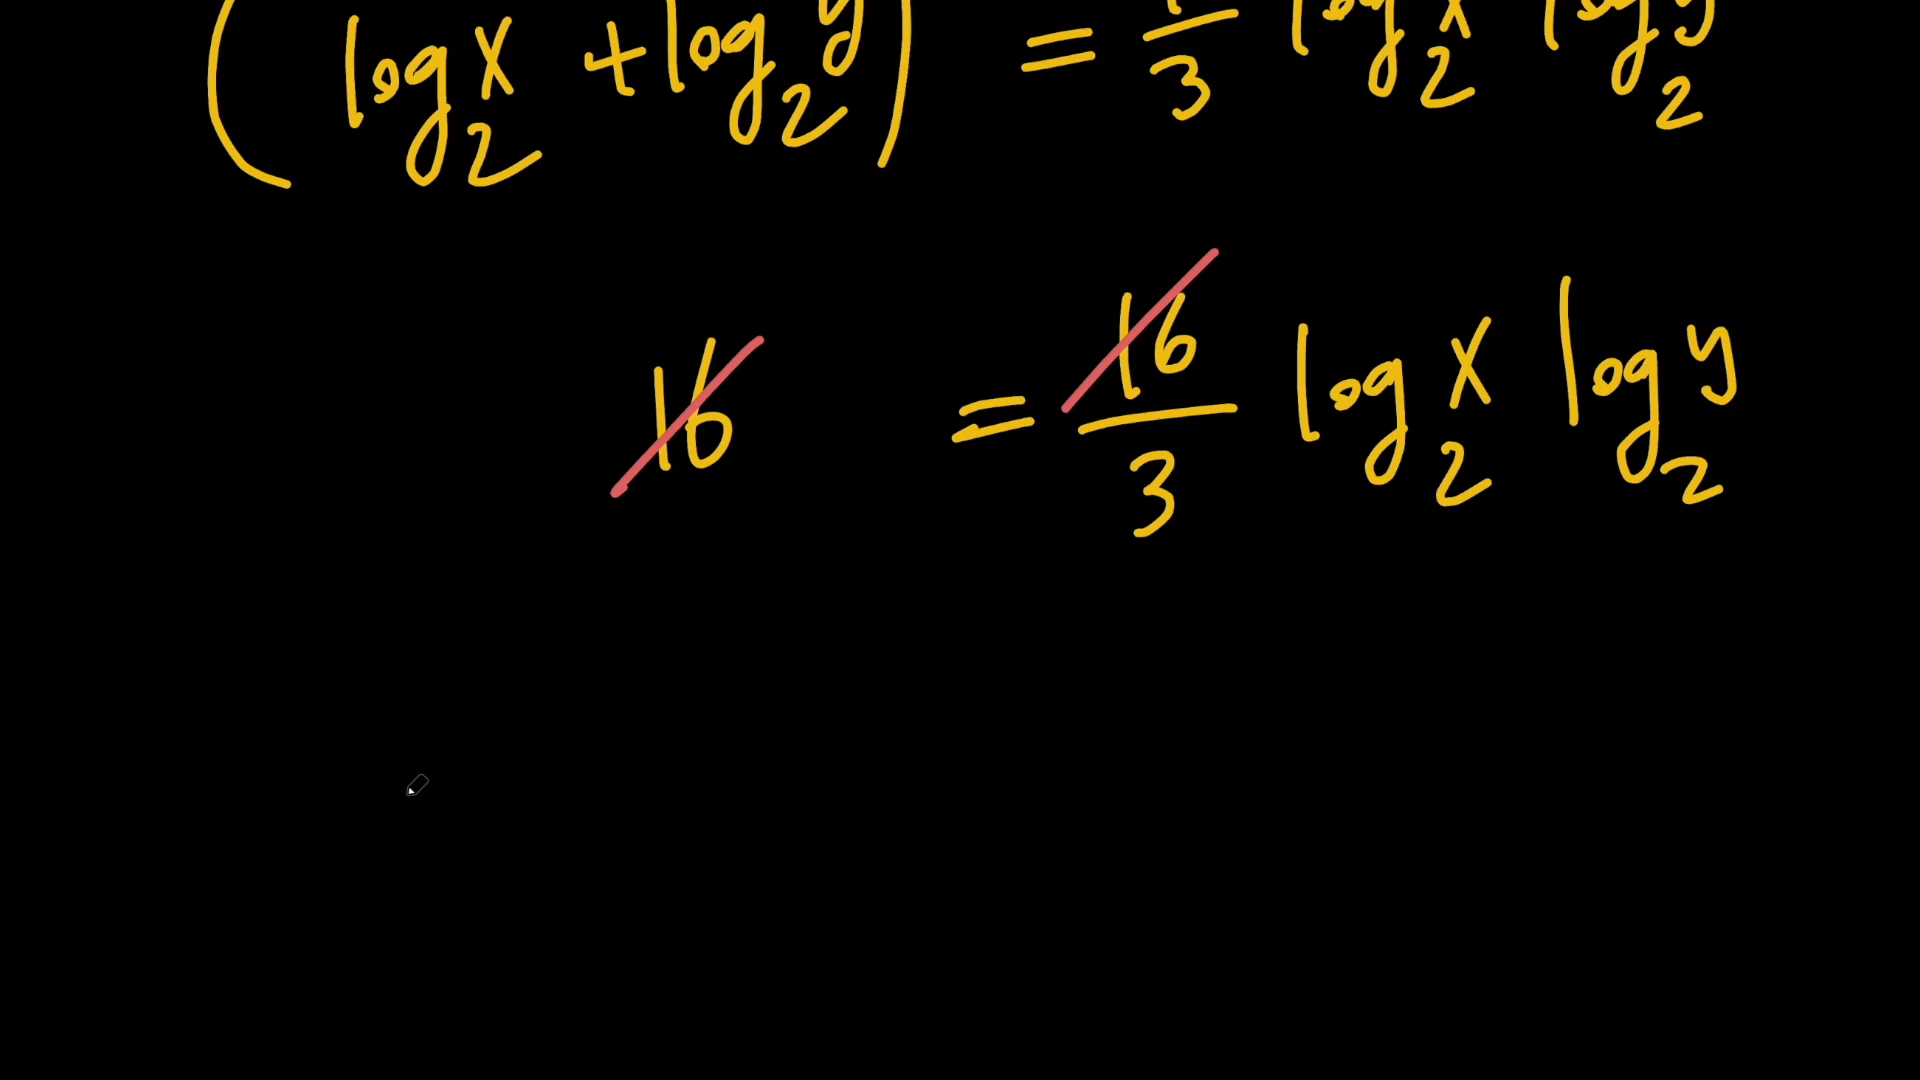 (log₂x + log₂y) = /3 log₂x log₂y
16 = 16/3 log₂x log₂y